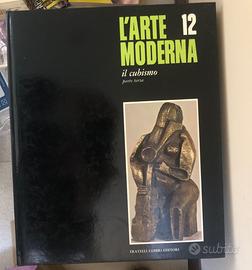 L'ARTE 12
MODERNA
il cubismo
parte terza
FRATELLI FABBRI EDITORI
subito